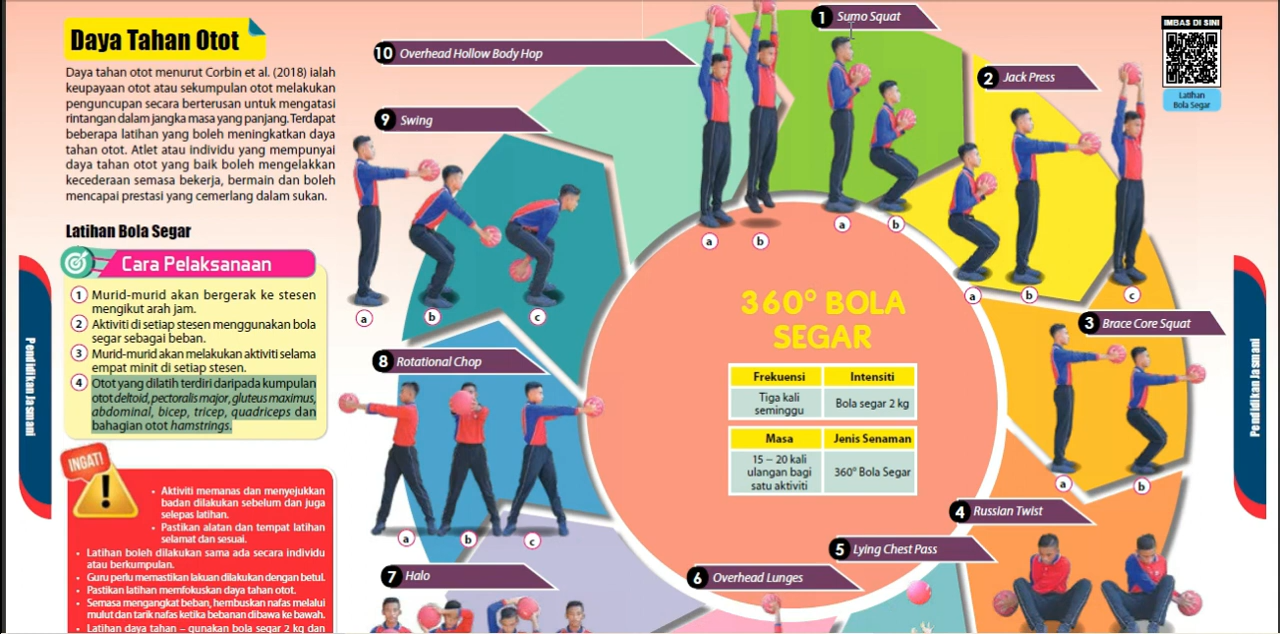 Daya Tahan Otot
Daya tahan otot menurut Corbin et al. (2018) ialah
keupayaan otot atau sekumpulan otot melakukan
penguncupan secara berterusan untuk mengatasi
rintangan dalam jangka masa yang panjang. Terdapat
beberapa latihan yang boleh meningkatkan daya
tahan otot. Atlet atau individu yang mempunyai
daya tahan otot yang baik boleh mengelakkan
kecederaan semasa bekerja, bermain dan boleh
mencapai prestasi yang cemerlang dalam sukan.
Latihan Bola Segar
Cara Pelaksanaan
1 Murid-murid akan bergerak ke stesen
mengikut arah jam.
2 Aktiviti di setiap stesen menggunakan bola
segar sebagai beban.
3 Murid-murid akan melakukan aktiviti selama
empat minit di setiap stesen.
4 Otot yang dilatih terdiri daripada kumpulan
otot deltoid, pectoralis major, gluteus maximus,
abdominal, bicep, tricep, quadriceps dan
bahagian otot hamstrings.
INGAT!
• Aktiviti memanas dan menyejukkan
badan dilakukan sebelum dan juga
selepas latihan.
• Pastikan alatan dan tempat latihan
selamat dan sesuai.
• Latihan boleh dilakukan sama ada secara individu
atau berkumpulan.
• Guru perlu memastikan lakuan dilakukan dengan betul.
• Pastikan latihan memfokuskan daya tahan otot.
• Semasa mengangkat beban, hembuskan nafas melalui
mulut dan tarik nafas ketika bebanan dibawa ke bawah.
• Latihan daya tahan – gunakan bola segar 2 kg dan
Pendidikan Jasmani
1 Sumo Squat
a
b
2 Jack Press
a
b
c
3 Brace Core Squat
a
b
4 Russian Twist
5 Lying Chest Pass
6 Overhead Lunges
7 Halo
8 Rotational Chop
a
b
c
9 Swing
a
b
c
10 Overhead Hollow Body Hop
a
b
360° BOLA
SEGAR
Frekuensi Intensiti
Tiga kali
seminggu
Bola segar 2 kg
Masa Jenis Senaman
15 – 20 kali
ulangan bagi
satu aktiviti
360° Bola Segar
IMBAS DI SINI
Latihan
Bola Segar
Pendidikan Jasmani